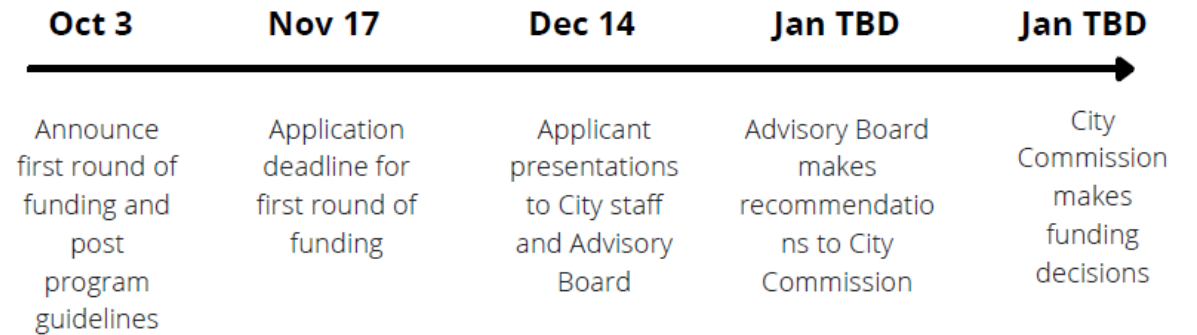 Oct 3
Nov 17
Dec 14
Jan TBD
Jan TBD
Announce
first round of
funding and
post
program
guidelines
Application
deadline for
first round of
funding
Applicant
presentations
to City staff
and Advisory
Board
Advisory Board
makes
recommendatio
ns to City
Commission
City
Commission
makes
funding
decisions